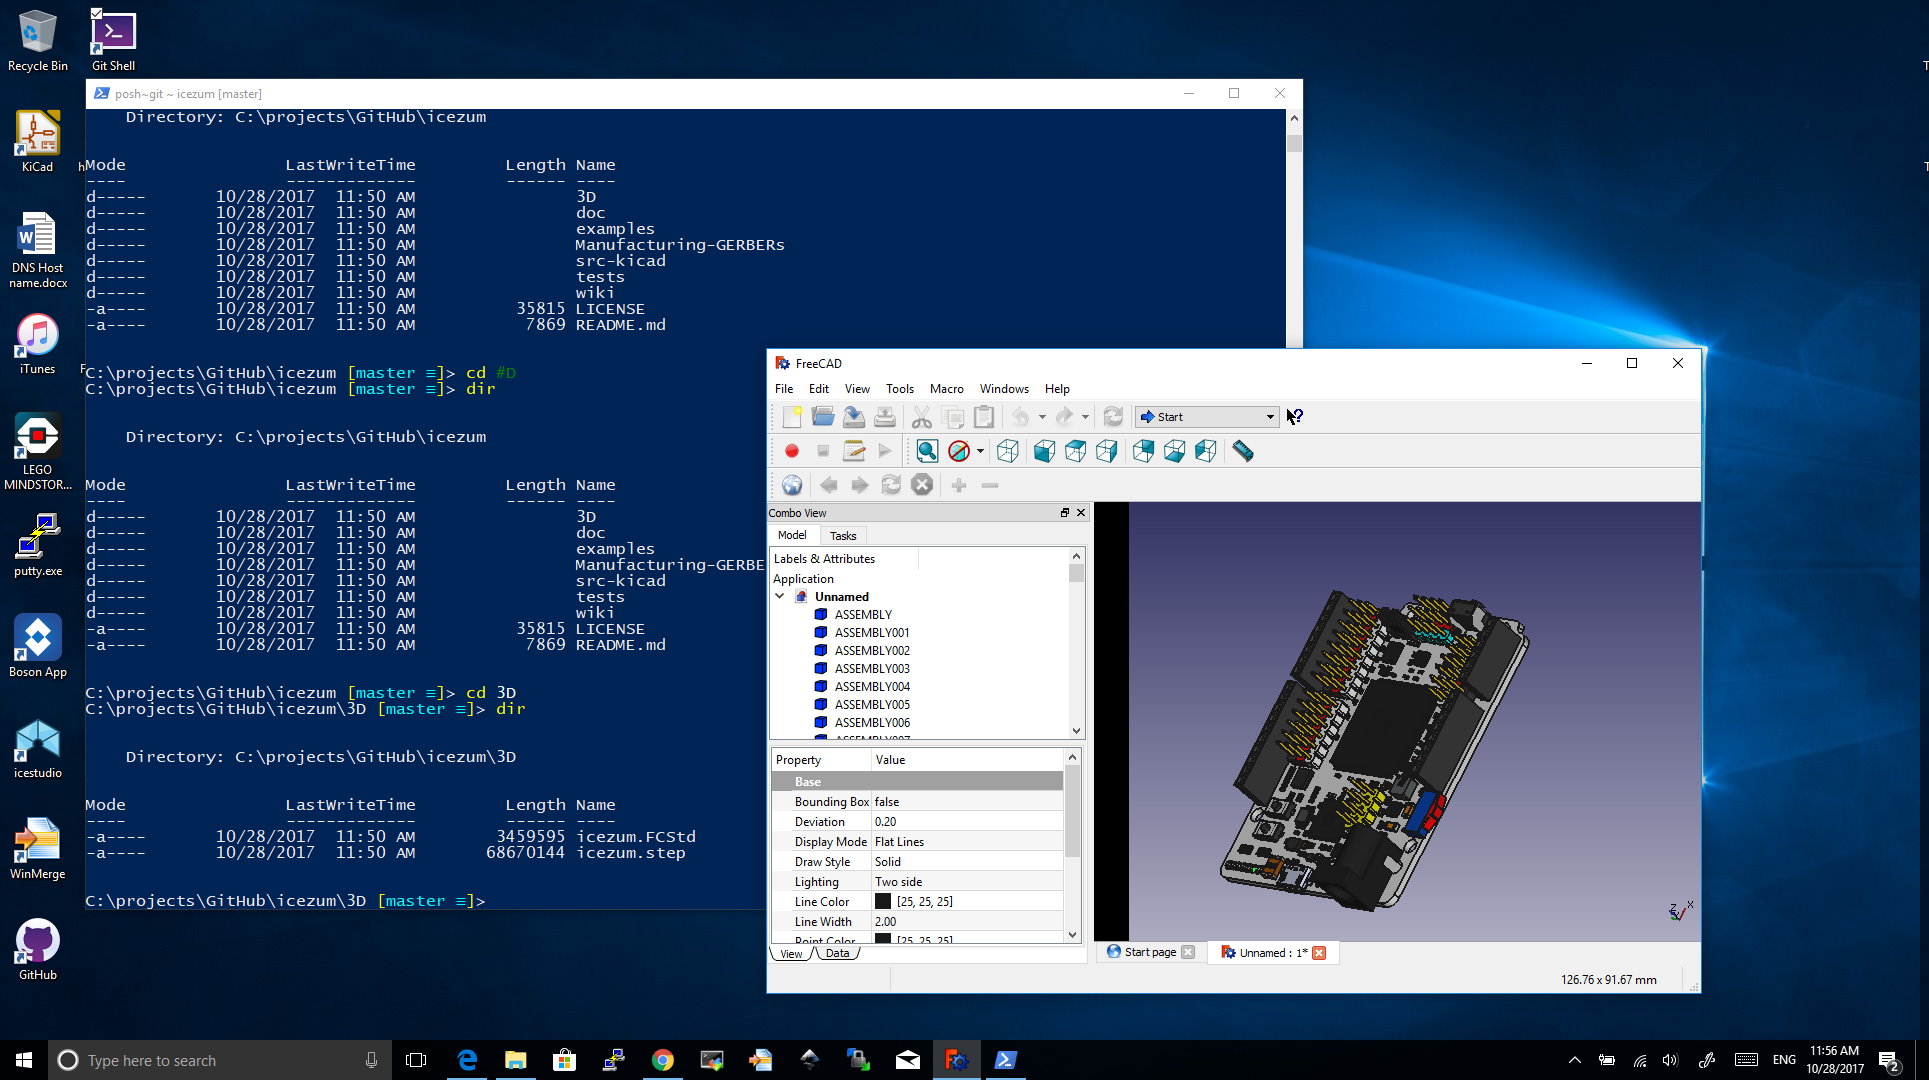 Recycle Bin
Git Shell
KiCad
DNS Host
name.docx
iTunes
LEGO
MINDSTOR...
putty.exe
Boson App
icestudio
WinMerge
GitHub
posh~git ~ icezum [master]
Directory: C:\projects\GitHub\icezum
Mode LastWriteTime Length Name
---- ------------- ------ ----
d----- 10/28/2017 11:50 AM 3D
d----- 10/28/2017 11:50 AM doc
d----- 10/28/2017 11:50 AM examples
d----- 10/28/2017 11:50 AM Manufacturing-GERBERs
d----- 10/28/2017 11:50 AM src-kicad
d----- 10/28/2017 11:50 AM tests
d----- 10/28/2017 11:50 AM wiki
-a---- 10/28/2017 11:50 AM 35815 LICENSE
-a---- 10/28/2017 11:50 AM 7869 README.md
C:\projects\GitHub\icezum [master ≡]> cd #D
C:\projects\GitHub\icezum [master ≡]> dir
Directory: C:\projects\GitHub\icezum
Mode LastWriteTime Length Name
---- ------------- ------ ----
d----- 10/28/2017 11:50 AM 3D
d----- 10/28/2017 11:50 AM doc
d----- 10/28/2017 11:50 AM examples
d----- 10/28/2017 11:50 AM Manufacturing-GERBE
d----- 10/28/2017 11:50 AM src-kicad
d----- 10/28/2017 11:50 AM tests
d----- 10/28/2017 11:50 AM wiki
-a---- 10/28/2017 11:50 AM 35815 LICENSE
-a---- 10/28/2017 11:50 AM 7869 README.md
C:\projects\GitHub\icezum [master ≡]> cd 3D
C:\projects\GitHub\icezum\3D [master ≡]> dir
Directory: C:\projects\GitHub\icezum\3D
Mode LastWriteTime Length Name
---- ------------- ------ ----
-a---- 10/28/2017 11:50 AM 3459595 icezum.FCStd
-a---- 10/28/2017 11:50 AM 68670144 icezum.step
C:\projects\GitHub\icezum\3D [master ≡]>
FreeCAD
File Edit View Tools Macro Windows Help
Start
Combo View
Model Tasks
Labels & Attributes
Application
Unnamed
ASSEMBLY
ASSEMBLY001
ASSEMBLY002
ASSEMBLY003
ASSEMBLY004
ASSEMBLY005
ASSEMBLY006
ASSEMBLY007
Property Value
Base
Bounding Box false
Deviation 0.20
Display Mode Flat Lines
Draw Style Solid
Lighting Two side
Line Color [25, 25, 25]
Line Width 2.00
Point Color [25, 25, 25]
View Data
Z X
Start page
Unnamed : 1*
126.76 x 91.67 mm
Type here to search
ENG
11:56 AM
10/28/2017
2